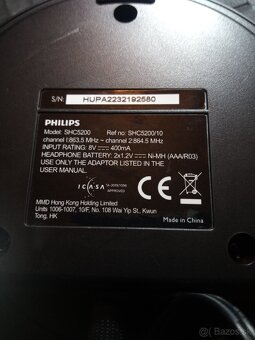 S/N: HUPA2232192580
PHILIPS
Model no: SHC5200 Ref no: SHC5200/10
channel I:863.5 MHz ~ channel 2:864.5 MHz
INPUT RATING: 8V 400mA
HEADPHONE BATTERY: 2x1.2V Ni-MH (AAA/R03)
USE ONLY THE ADAPTOR LISTED IN THE
USER MANUAL.
ICASA
APPROVED
CE
MMD Hong Kong Holding Limited
Units 1006-1007, 10/F, No. 108 Wai Yip St., Kwun
Tong. HK
Made in China